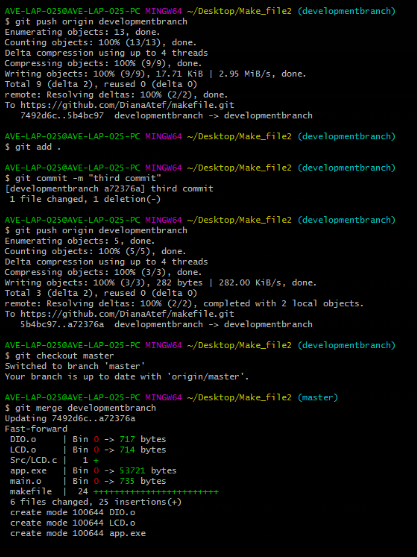 AVE-LAP-025@AVE-LAP-025-PC MINGW64 ~/Desktop/Make_file2 (developmentbranch)
$ git push origin developmentbranch
Enumerating objects: 13, done.
Counting objects: 100% (13/13), done.
Delta compression using up to 4 threads
Compressing objects: 100% (9/9), done.
Writing objects: 100% (9/9), 17.71 KiB | 2.95 MiB/s, done.
Total 9 (delta 2), reused 0 (delta 0)
remote: Resolving deltas: 100% (2/2), done.
To https://github.com/DianaAtef/makefile.git
   7492d6c..5b4bc97  developmentbranch -> developmentbranch
AVE-LAP-025@AVE-LAP-025-PC MINGW64 ~/Desktop/Make_file2 (developmentbranch)
$ git add .
AVE-LAP-025@AVE-LAP-025-PC MINGW64 ~/Desktop/Make_file2 (developmentbranch)
$ git commit -m "third commit"
[developmentbranch a72376a] third commit
 1 file changed, 1 deletion(-)
AVE-LAP-025@AVE-LAP-025-PC MINGW64 ~/Desktop/Make_file2 (developmentbranch)
$ git push origin developmentbranch
Enumerating objects: 5, done.
Counting objects: 100% (5/5), done.
Delta compression using up to 4 threads
Compressing objects: 100% (3/3), done.
Writing objects: 100% (3/3), 282 bytes | 282.00 KiB/s, done.
Total 3 (delta 2), reused 0 (delta 0)
remote: Resolving deltas: 100% (2/2), completed with 2 local objects.
To https://github.com/DianaAtef/makefile.git
   5b4bc97..a72376a  developmentbranch -> developmentbranch
AVE-LAP-025@AVE-LAP-025-PC MINGW64 ~/Desktop/Make_file2 (developmentbranch)
$ git checkout master
Switched to branch 'master'
Your branch is up to date with 'origin/master'.
AVE-LAP-025@AVE-LAP-025-PC MINGW64 ~/Desktop/Make_file2 (master)
$ git merge developmentbranch
Updating 7492d6c..a72376a
Fast-forward
 DIO.o     | Bin 0 -> 717 bytes
 LCD.o     | Bin 0 -> 714 bytes
 Src/LCD.c |   1 +
 app.exe   | Bin 0 -> 53721 bytes
 main.o    | Bin 0 -> 735 bytes
 makefile  |  24 ++++++++++++++++++++++++
 6 files changed, 25 insertions(+)
 create mode 100644 DIO.o
 create mode 100644 LCD.o
 create mode 100644 app.exe